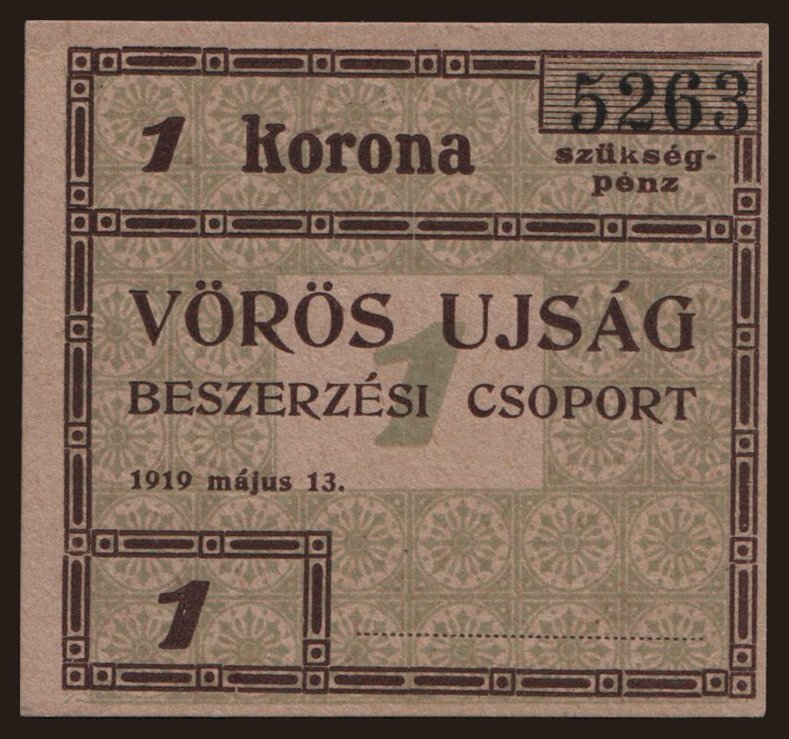 5263
1 Korona
szükség-
pénz
VÖRÖS UJSÁG
1
BESZERZÉSI CSOPORT
1919 május 13.
1